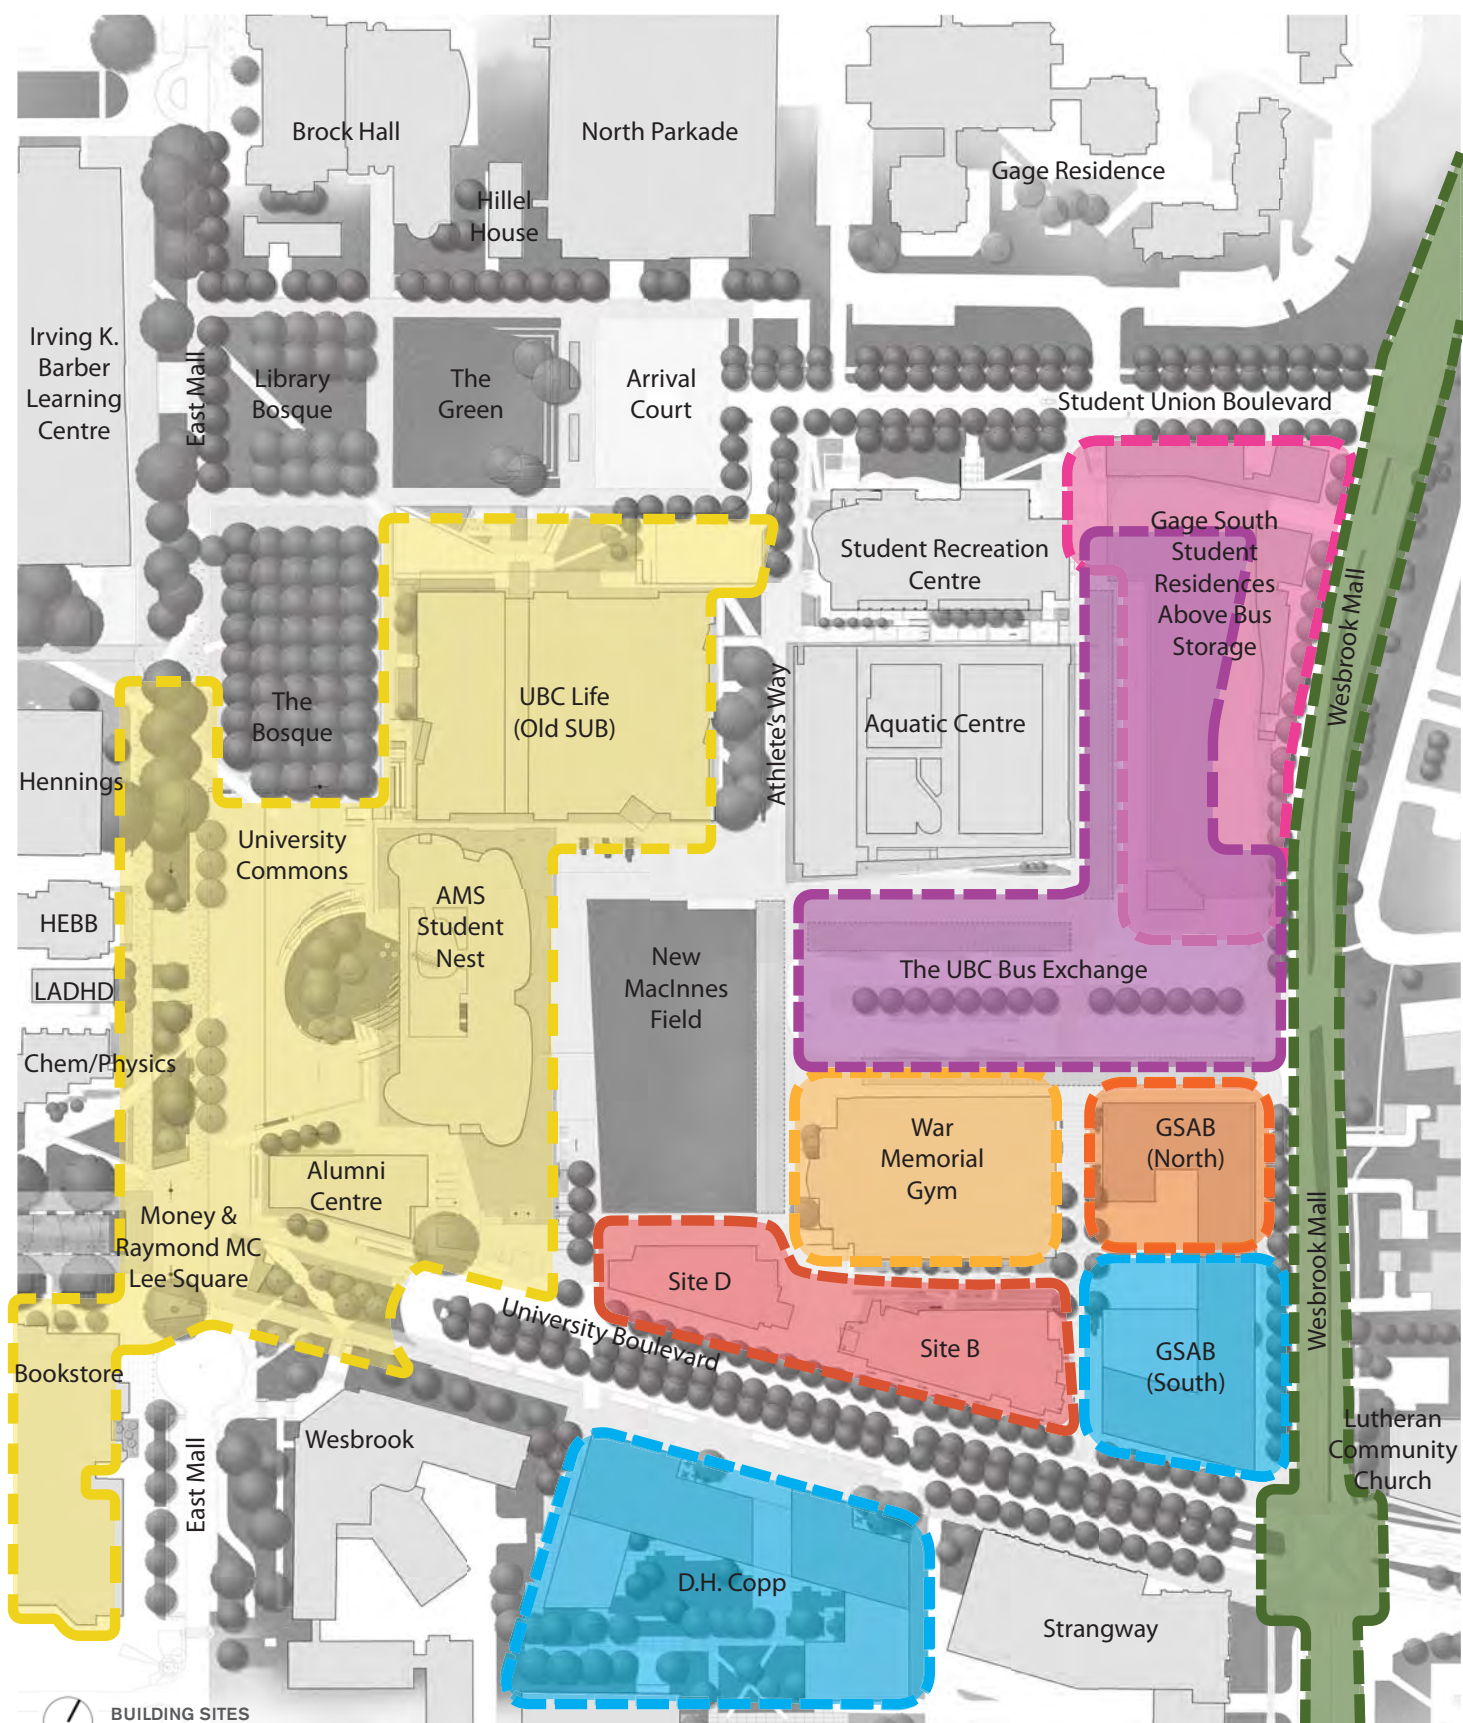 Brock Hall
North Parkade
Gage Residence
Hillel
House
Irving K.
Barber
Learning
Centre
East Mall
Library
Bosque
The
Green
Arrival
Court
Student Union Boulevard
Gage South
Student
Residences
Above Bus
Storage
Student Recreation
Centre
Wesbrook Mall
The
Bosque
UBC Life
(Old SUB)
Athlete's Way
Aquatic Centre
Hennings
University
Commons
AMS
Student
Nest
HEBB
LADHD
Chem/Physics
New
MacInnes
Field
The UBC Bus Exchange
War
Memorial
Gym
GSAB
(North)
Alumni
Centre
Money &
Raymond MC
Lee Square
Wesbrook Mall
Site D
University Boulevard
Site B
GSAB
(South)
Bookstore
Wesbrook
East Mall
Lutheran
Community
Church
D.H. Copp
Strangway
BUILDING SITES